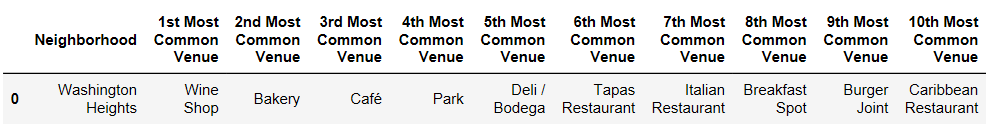 Neighborhood 1st Most Common Venue 2nd Most Common Venue 3rd Most Common Venue 4th Most Common Venue 5th Most Common Venue 6th Most Common Venue 7th Most Common Venue 8th Most Common Venue 9th Most Common Venue 10th Most Common Venue
0 Washington Heights Wine Shop Bakery Café Park Deli / Bodega Tapas Restaurant Italian Restaurant Breakfast Spot Burger Joint Caribbean Restaurant